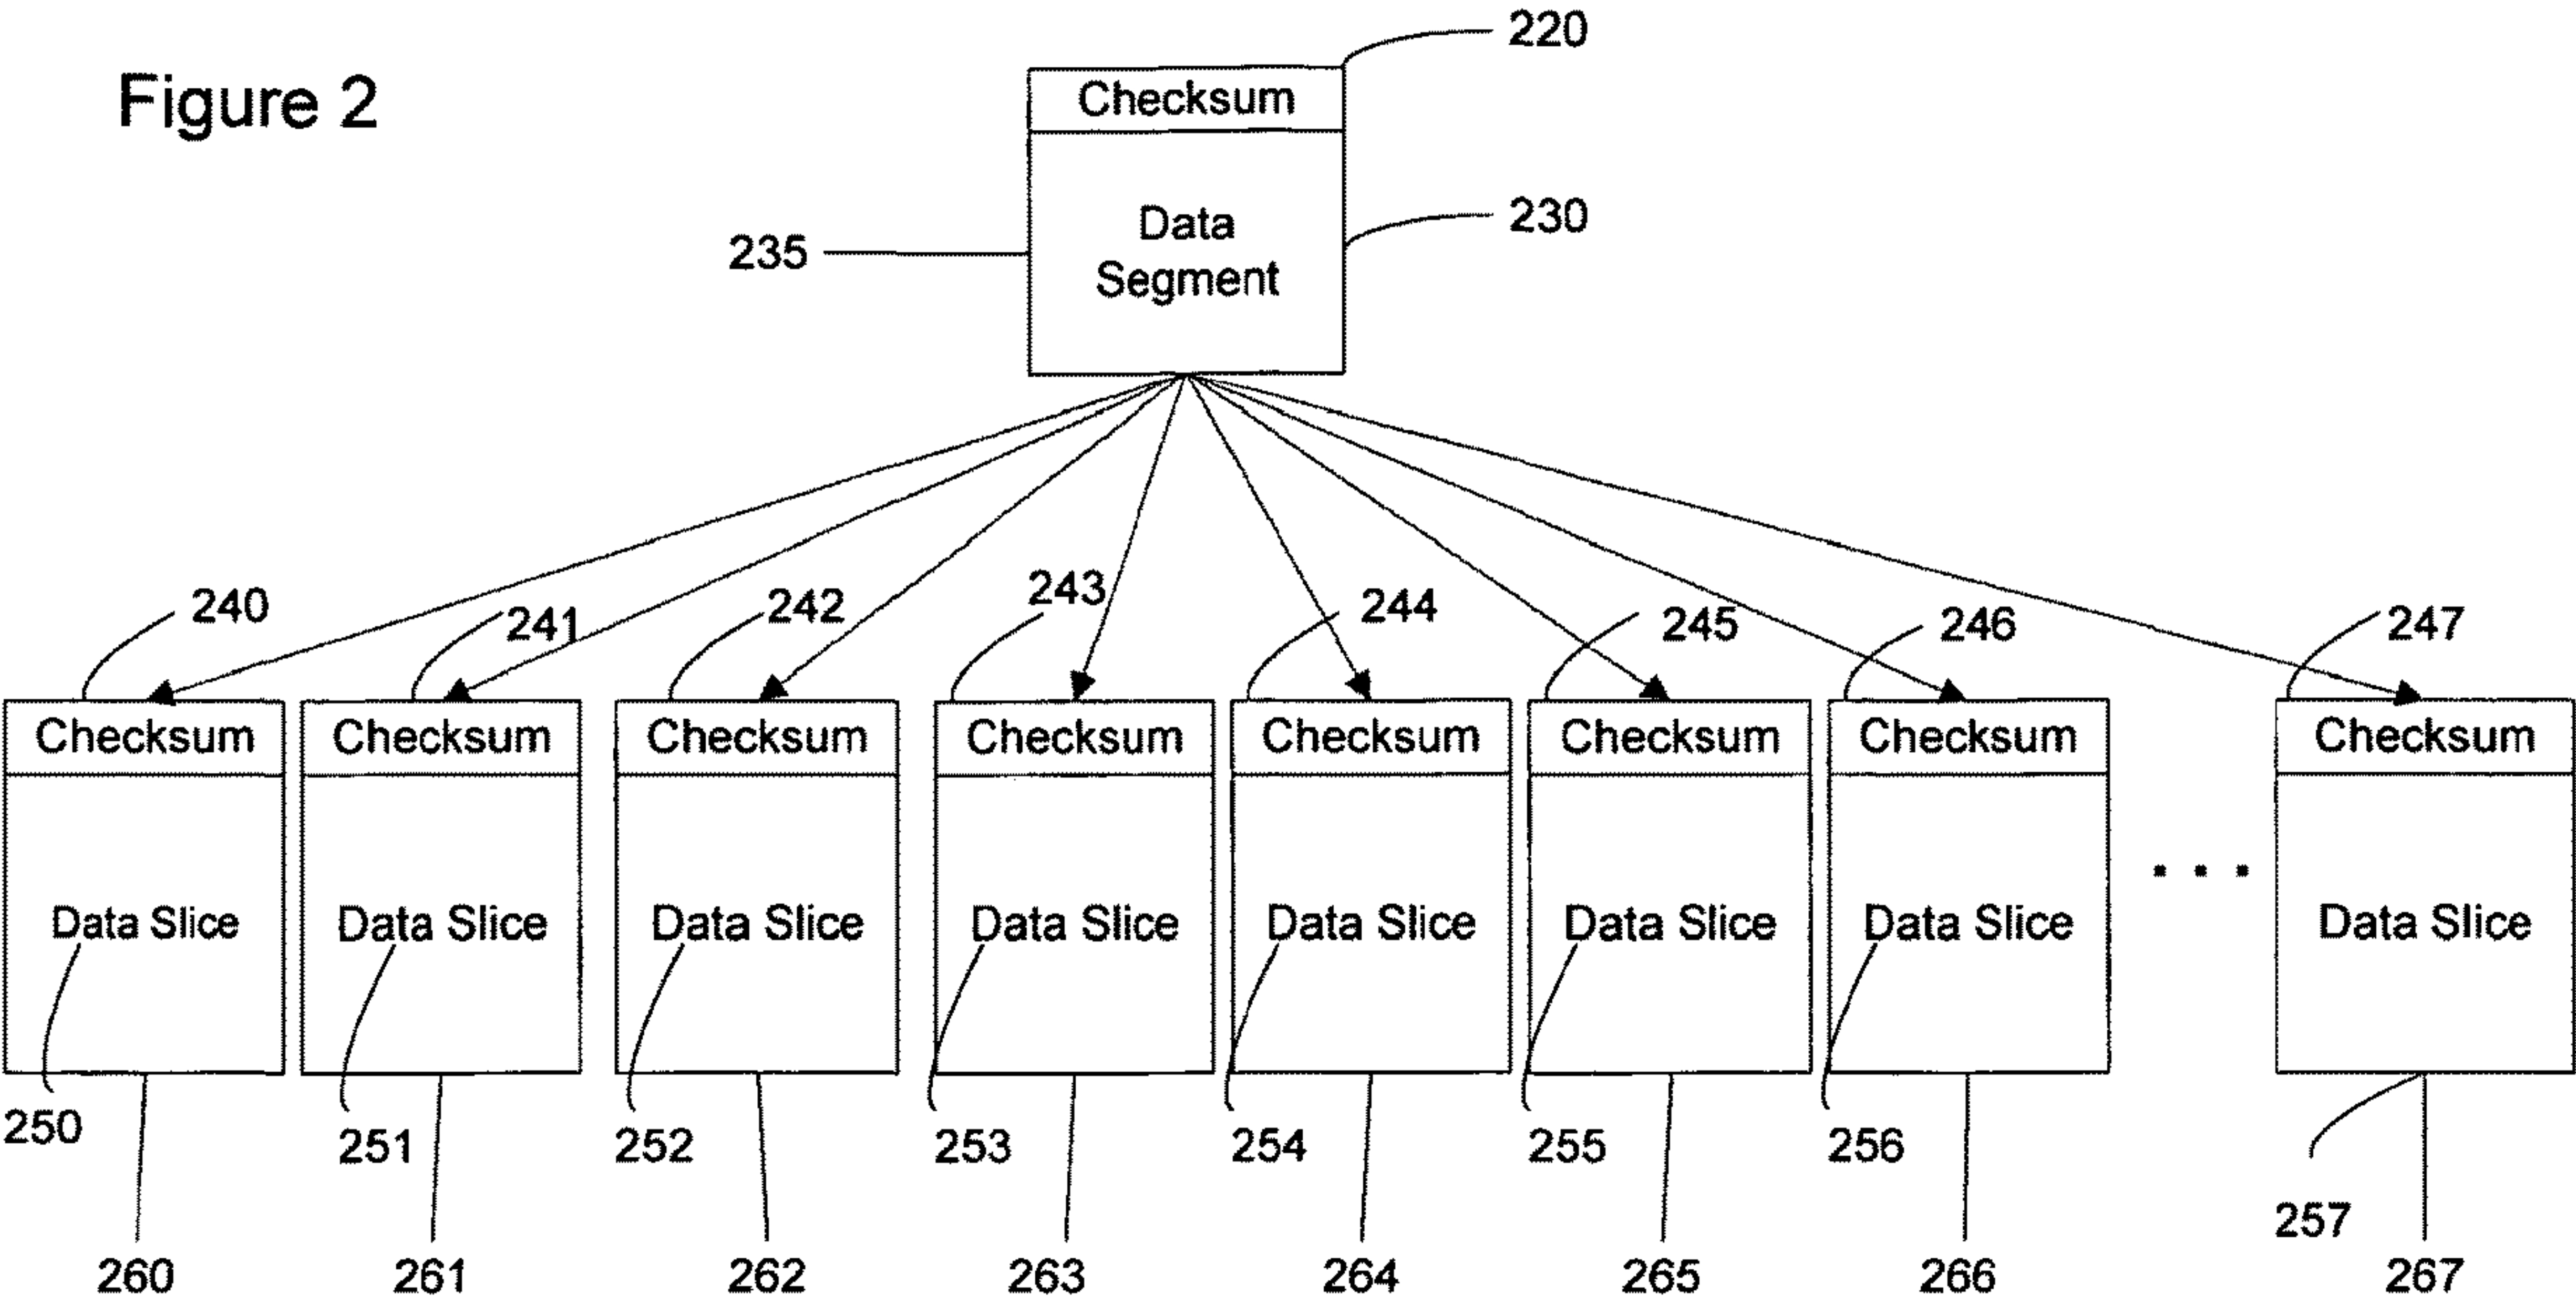 Figure 2
220
Checksum
235
Data
Segment
230
240
241
242
243
244
245
246
247
Checksum
Checksum
Checksum
Checksum
Checksum
Checksum
Checksum
Checksum
Data Slice
Data Slice
Data Slice
Data Slice
Data Slice
Data Slice
Data Slice
. . .
Data Slice
250
251
252
253
254
255
256
257
260
261
262
263
264
265
266
267